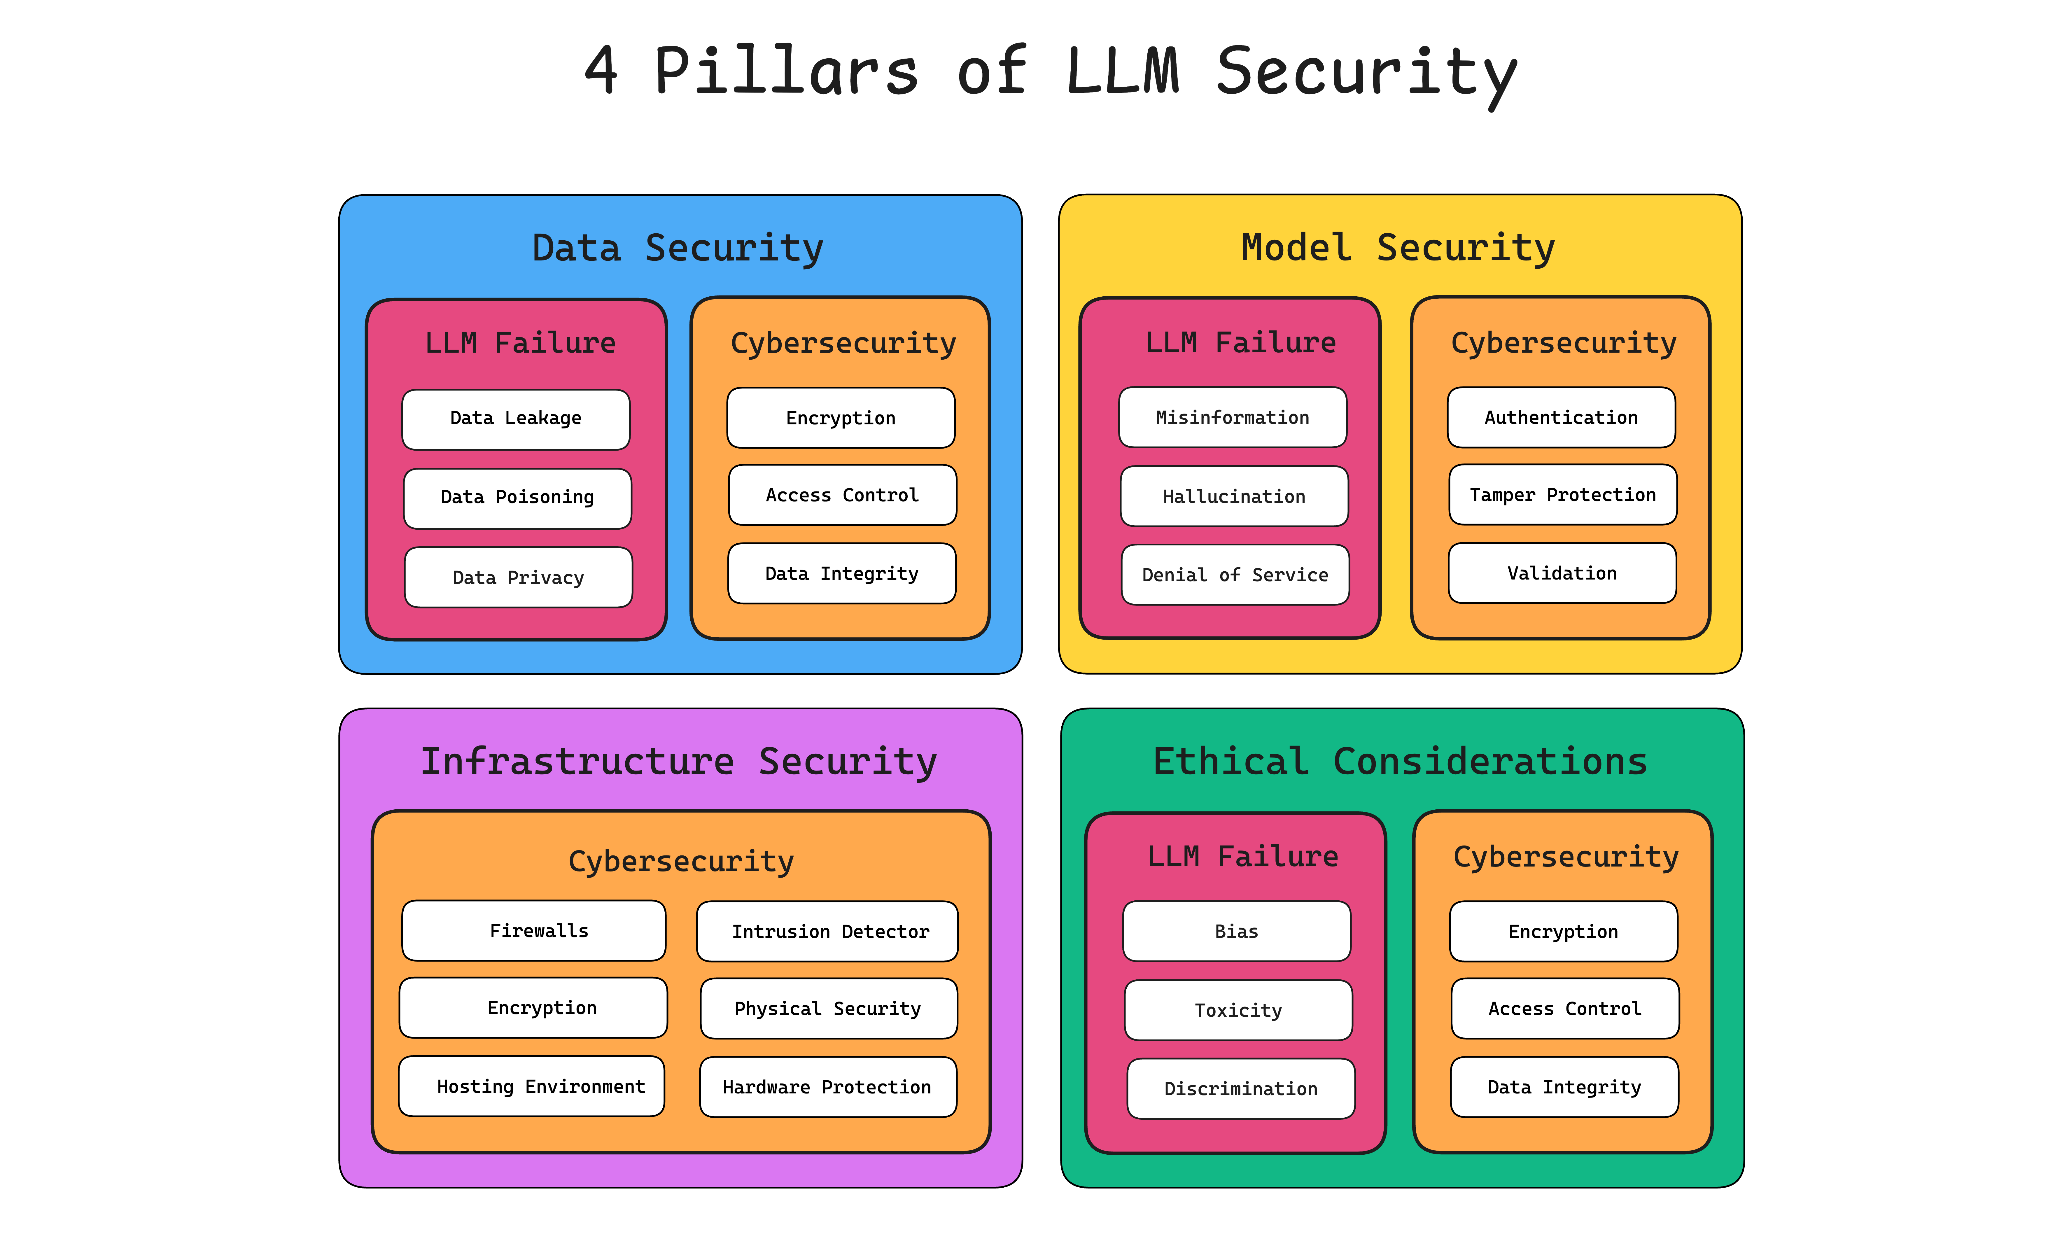 4 Pillars of LLM Security
Data Security
LLM Failure
Data Leakage
Data Poisoning
Data Privacy
Cybersecurity
Encryption
Access Control
Data Integrity
Model Security
LLM Failure
Misinformation
Hallucination
Denial of Service
Cybersecurity
Authentication
Tamper Protection
Validation
Infrastructure Security
Cybersecurity
Firewalls
Intrusion Detector
Encryption
Physical Security
Hosting Environment
Hardware Protection
Ethical Considerations
LLM Failure
Bias
Toxicity
Discrimination
Cybersecurity
Encryption
Access Control
Data Integrity